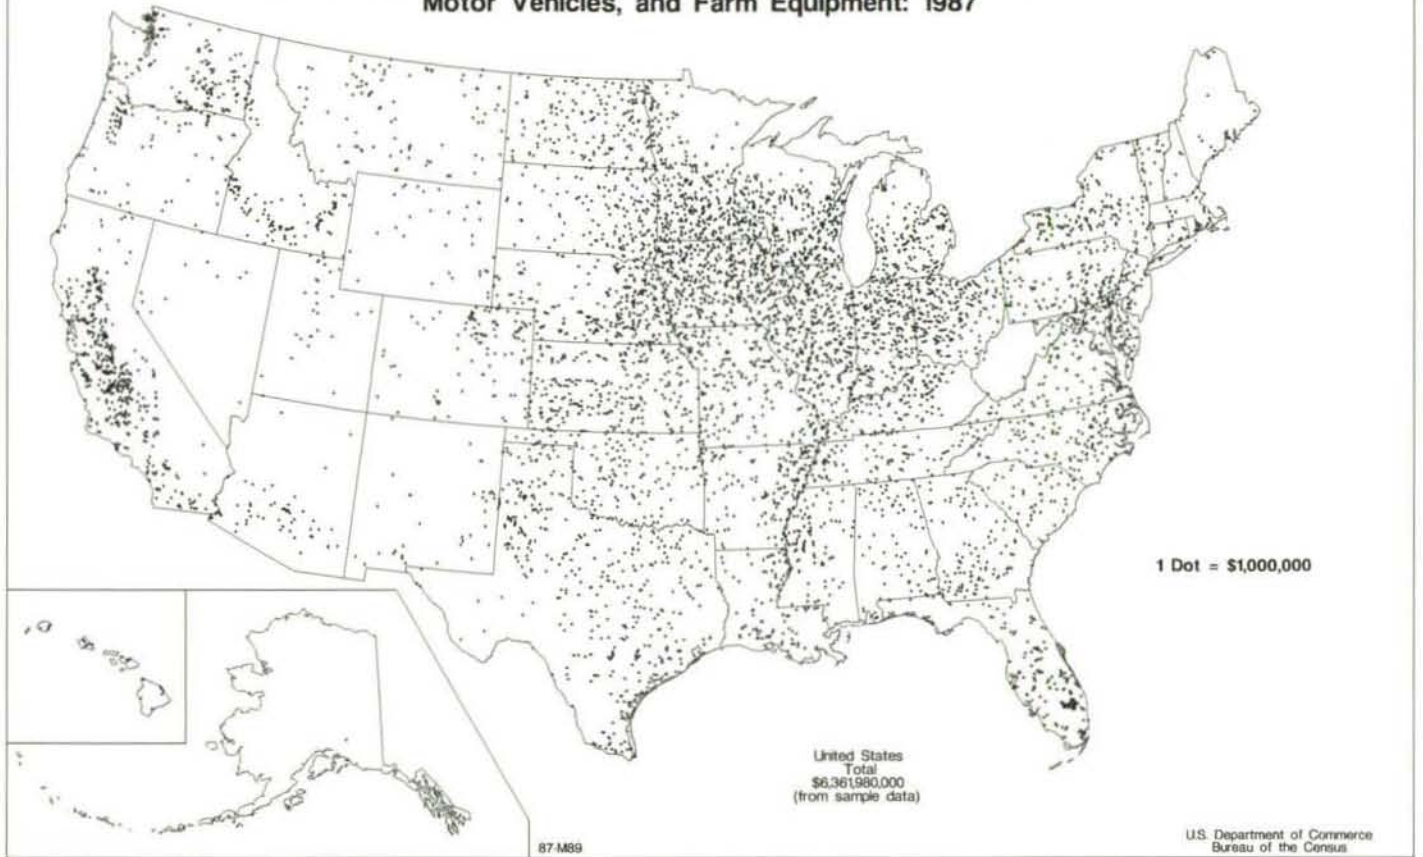 Motor Vehicles, and Farm Equipment: 1987
1 Dot = $1,000,000
United States
Total
$6,361,980,000
(from sample data)
87-M89
U.S. Department of Commerce
Bureau of the Census